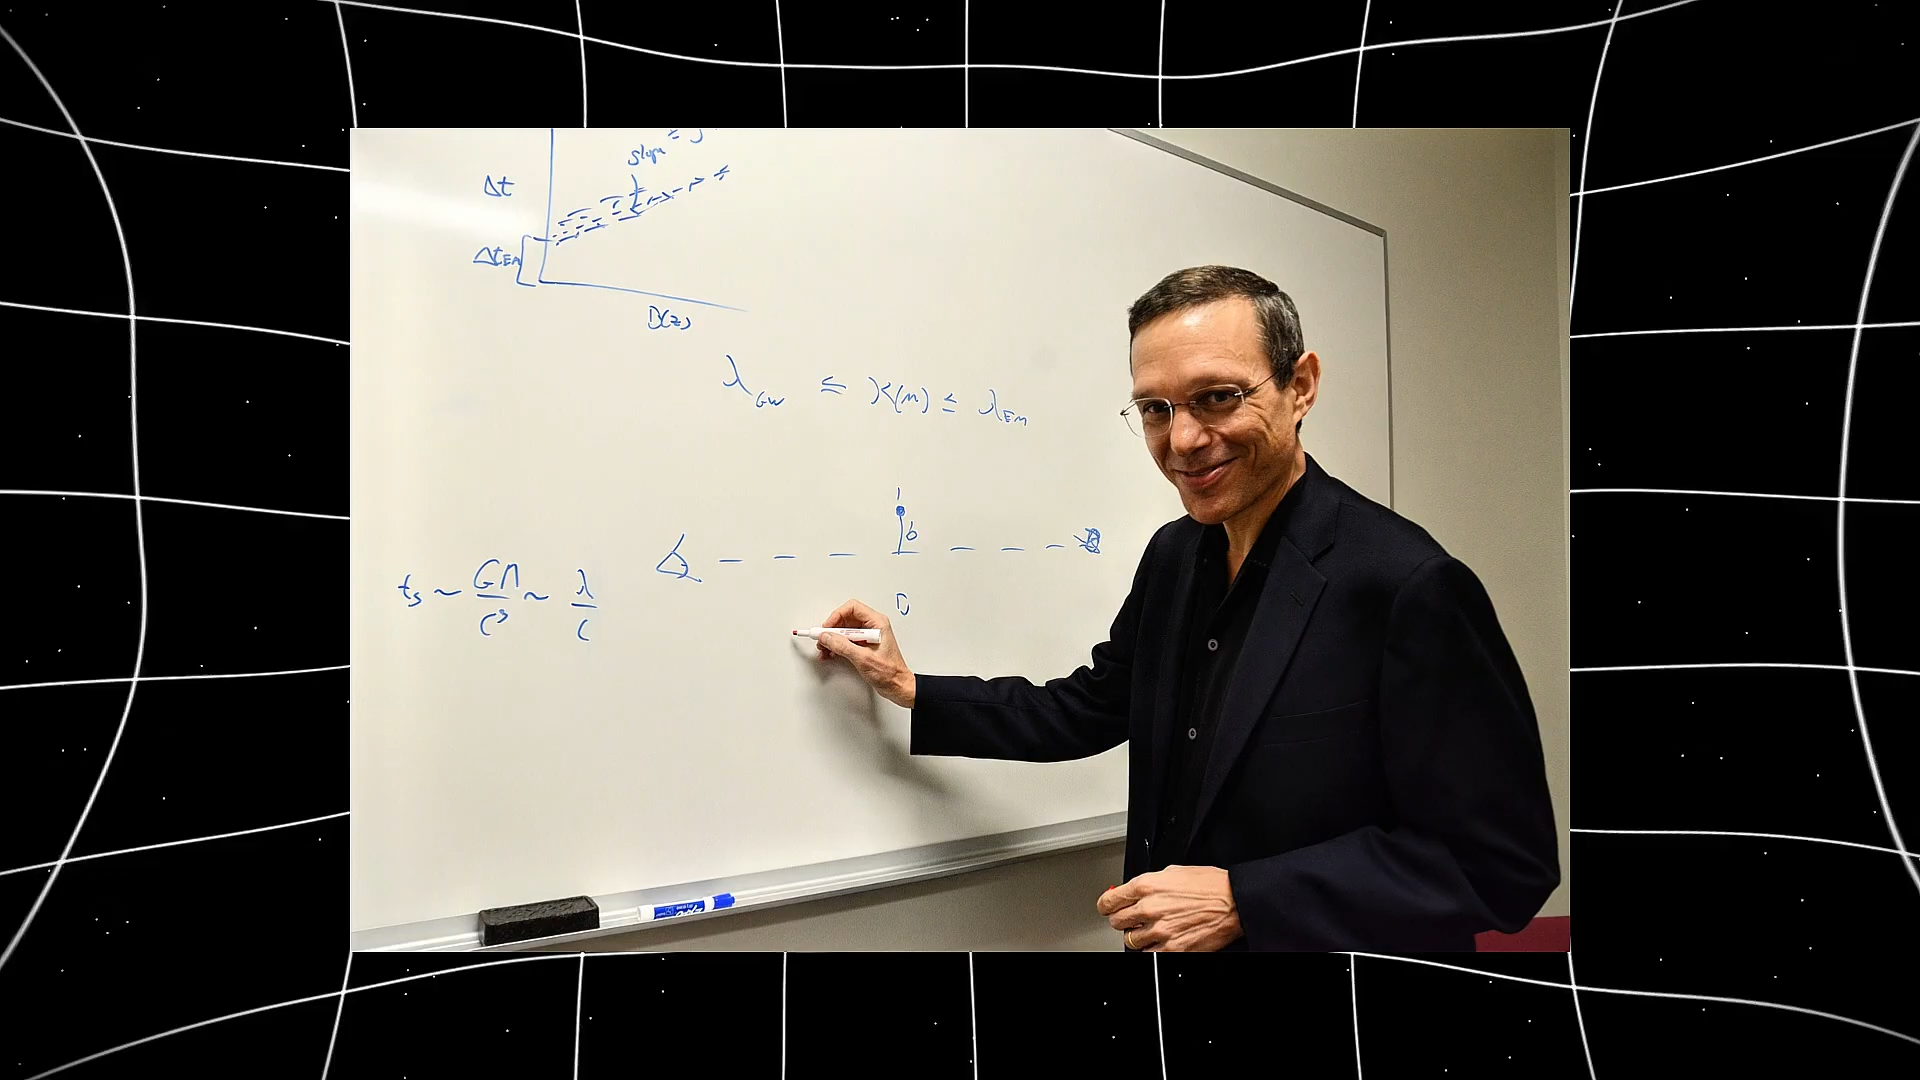 slope =
Δt
Δt_EM
D(z)
λ_GW ≤ ƛ(m) ≤ λ_EM
b
t_s ~ GM/c³ ~ λ/c
D